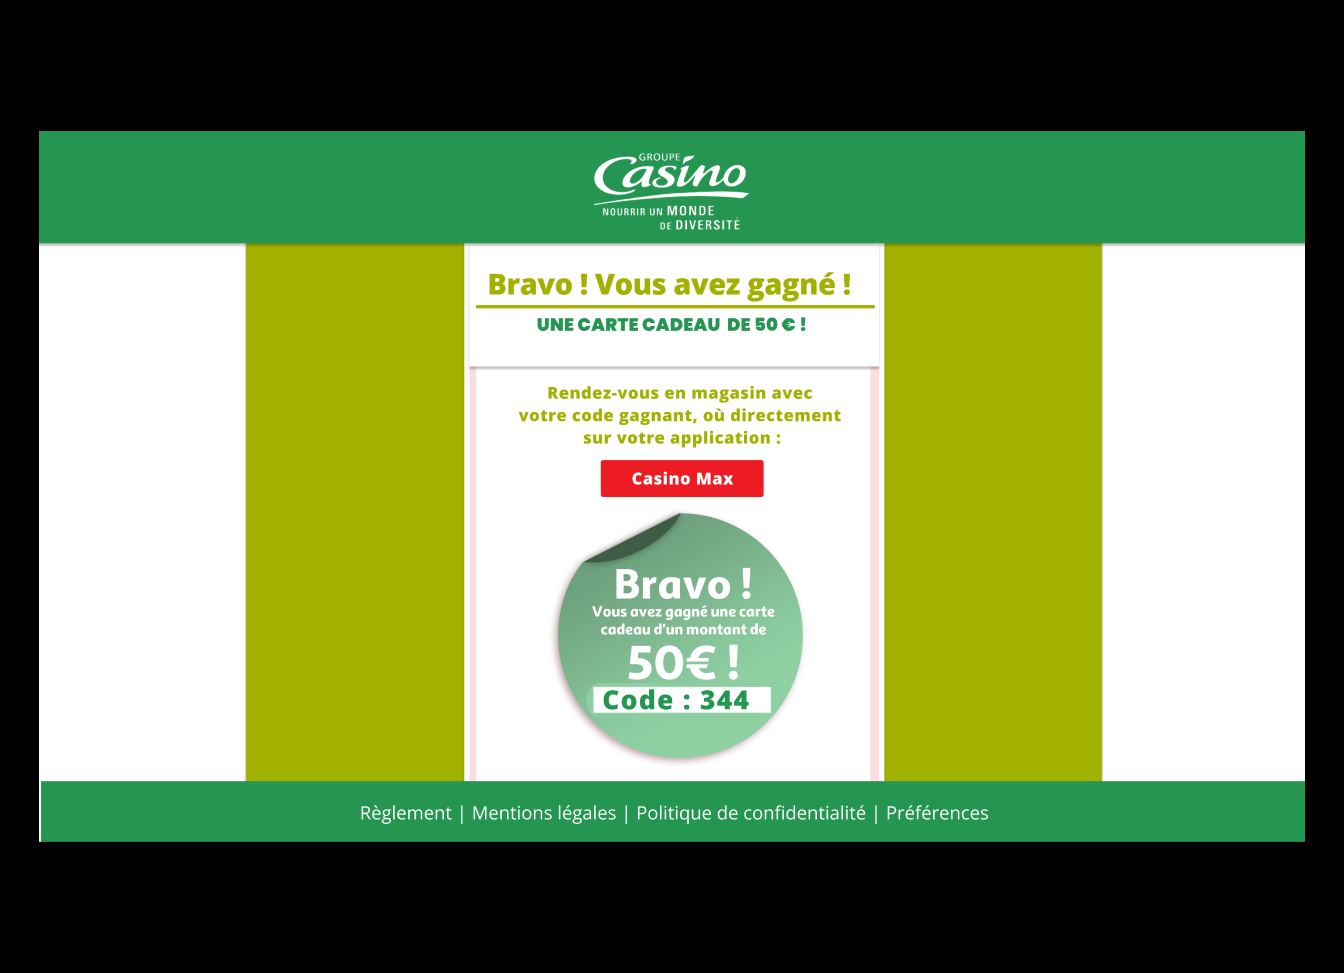 GROUPE
Casino
NOURRIR UN MONDE
DE DIVERSITÉ
Bravo ! Vous avez gagné !
UNE CARTE CADEAU DE 50 € !
Rendez-vous en magasin avec
votre code gagnant, où directement
sur votre application :
Casino Max
Bravo !
Vous avez gagné une carte
cadeau d'un montant de
50€ !
Code : 344
Règlement | Mentions légales | Politique de confidentialité | Préférences